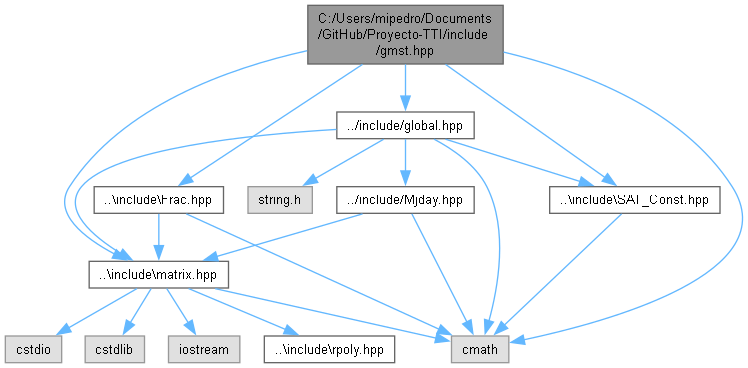 C:/Users/mipedro/Documents
/GitHub/Proyecto-TTI/include
/gmst.hpp
../include/global.hpp
..\include\Frac.hpp
string.h
../include/Mjday.hpp
..\include\SAT_Const.hpp
..\include\matrix.hpp
cstdio
cstdlib
iostream
..\include\rpoly.hpp
cmath